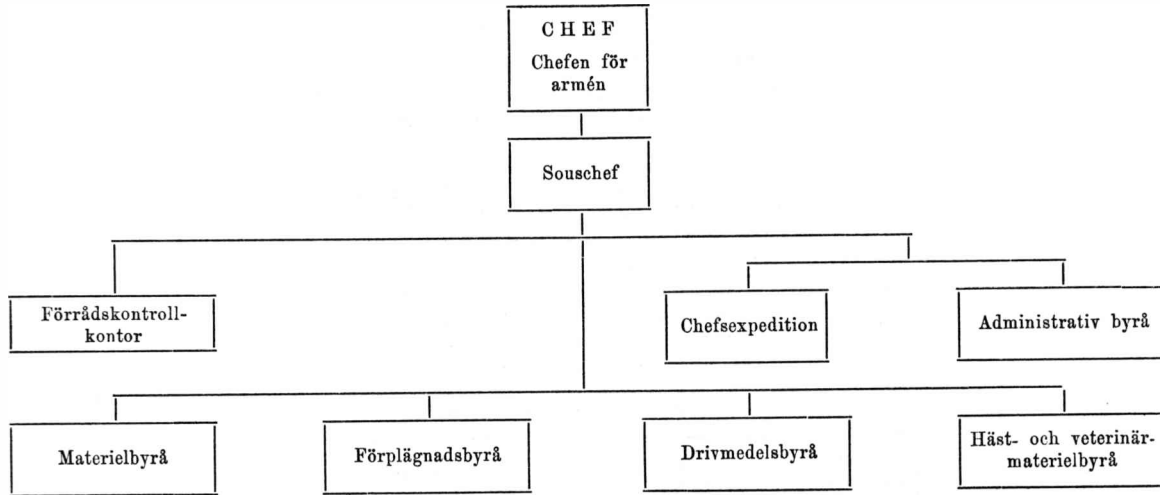 CHEF
Chefen för
armén
Souschef
Förrådskontroll-
kontor
Chefsexpedition
Administrativ byrå
Materielbyrå
Förplägnadsbyrå
Drivmedelsbyrå
Häst- och veterinär-
materielbyrå